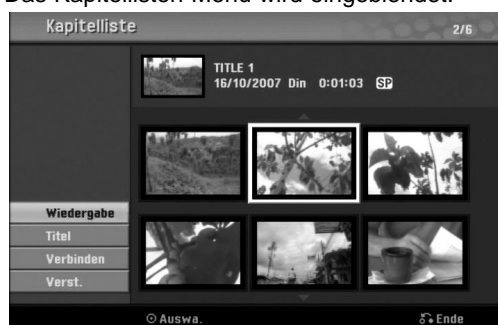 Das Kapitellisten-Menü wird eingeblendet.
Kapitelliste 2/6
TITLE 1
16/10/2007 Din 0:01:03 SP
Wiedergabe
Titel
Verbinden
Verst.
Auswa. Ende